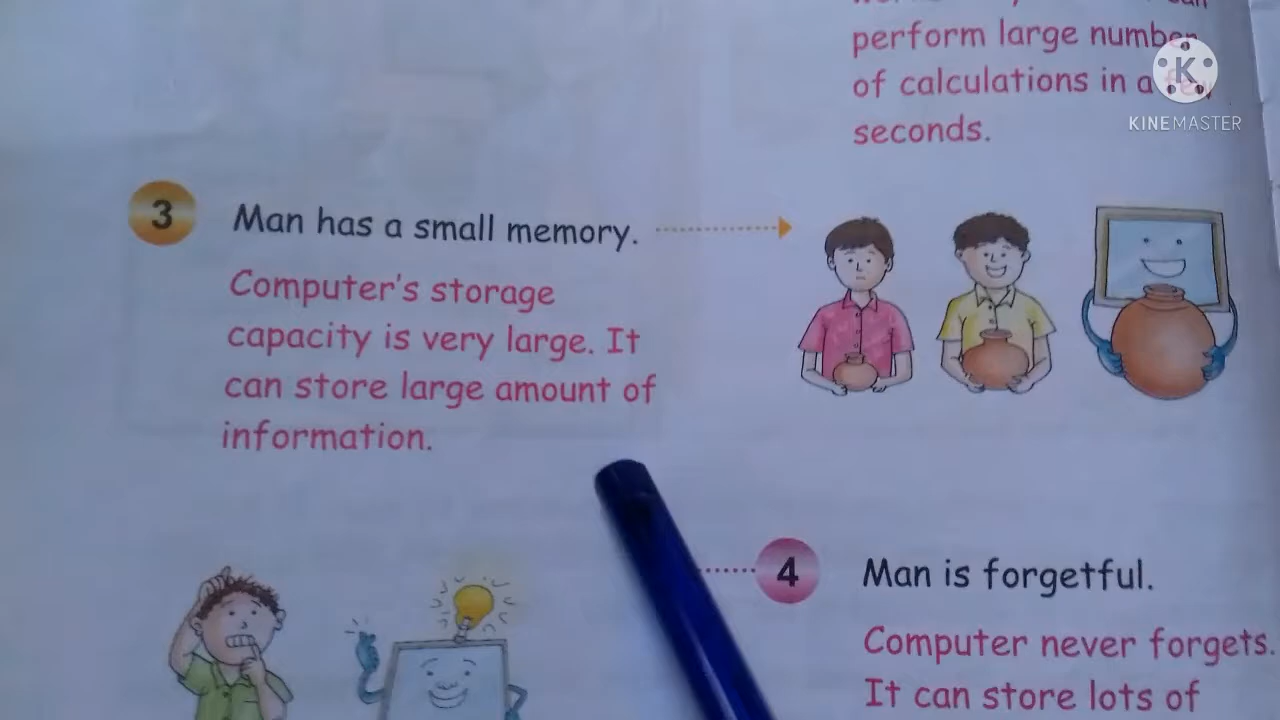 perform large number
of calculations in a few
seconds.
KINEMASTER
3 Man has a small memory.
Computer's storage
capacity is very large. It
can store large amount of
information.
4 Man is forgetful.
Computer never forgets.
It can store lots of